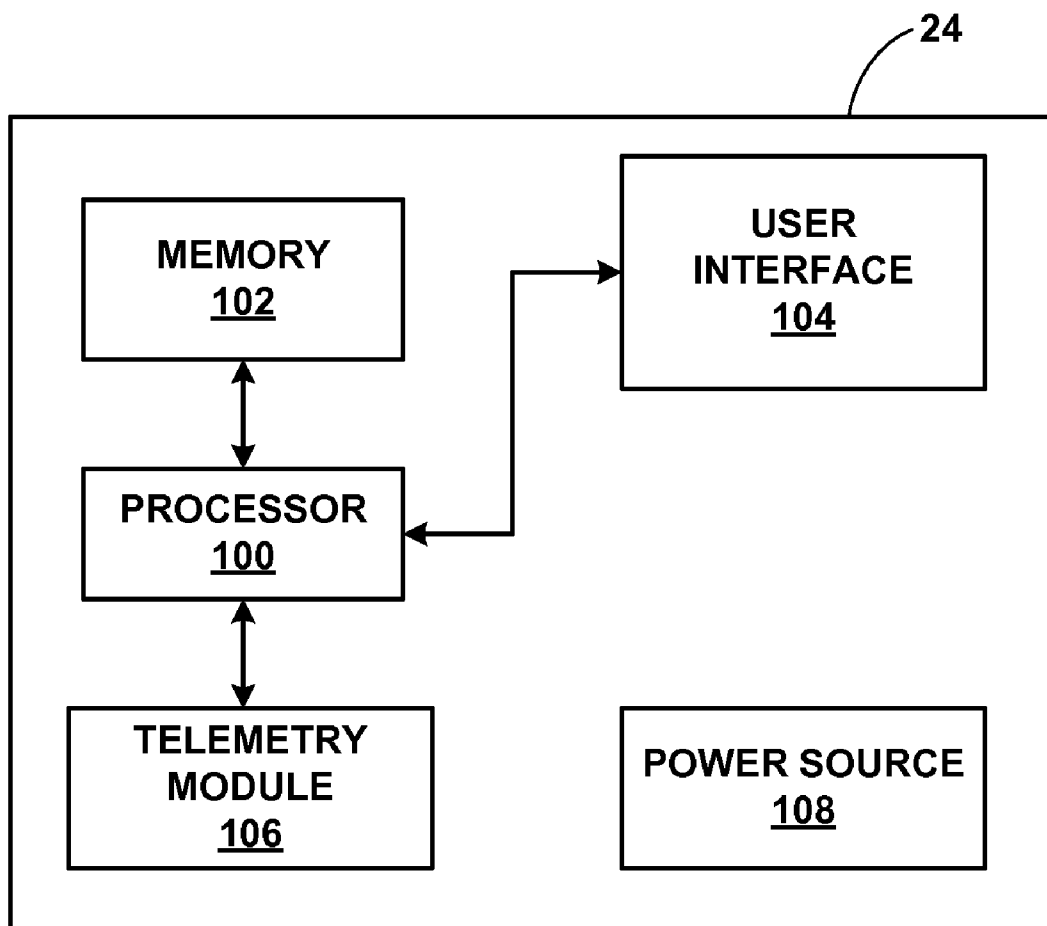 24
MEMORY
102
USER
INTERFACE
104
PROCESSOR
100
TELEMETRY
MODULE
106
POWER SOURCE
108